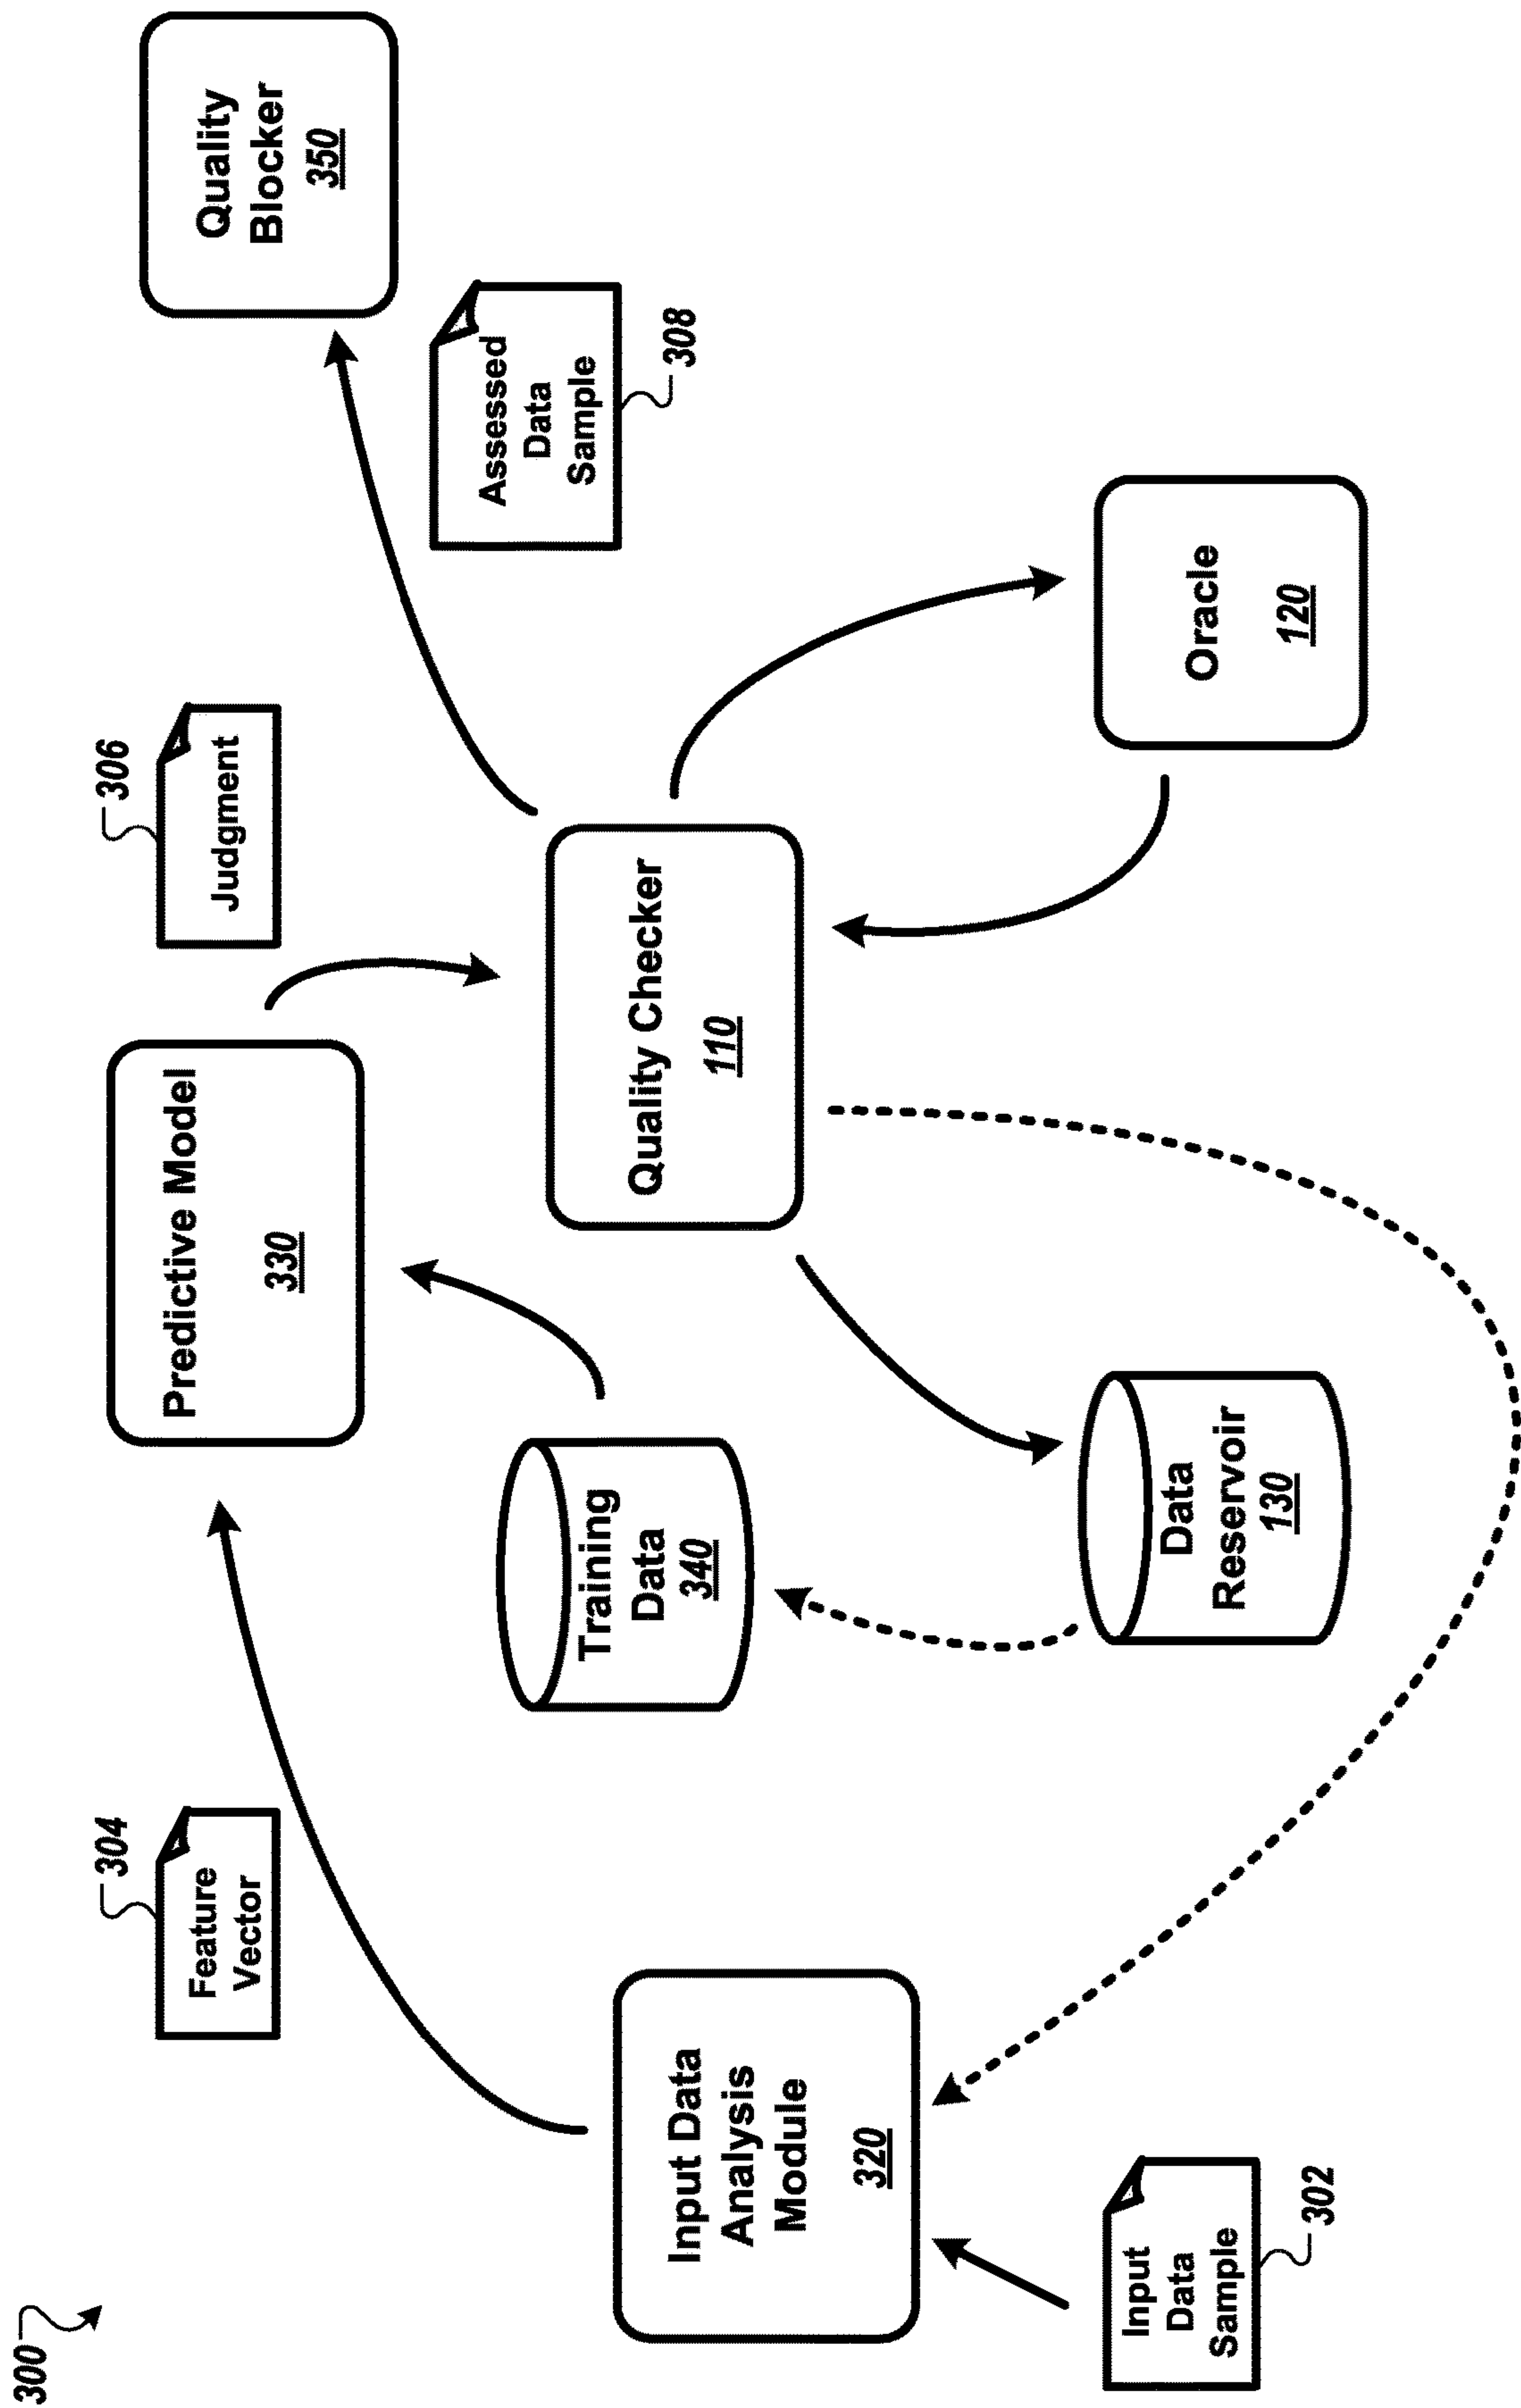 300
304
Feature
Vector
Predictive Model
330
306
Judgment
Quality
Blocker
350
Training
Data
340
Quality Checker
110
Assessed
Data
Sample
308
Input Data
Analysis
Module
320
Input
Data
Sample
302
Data
Reservoir
130
Oracle
120